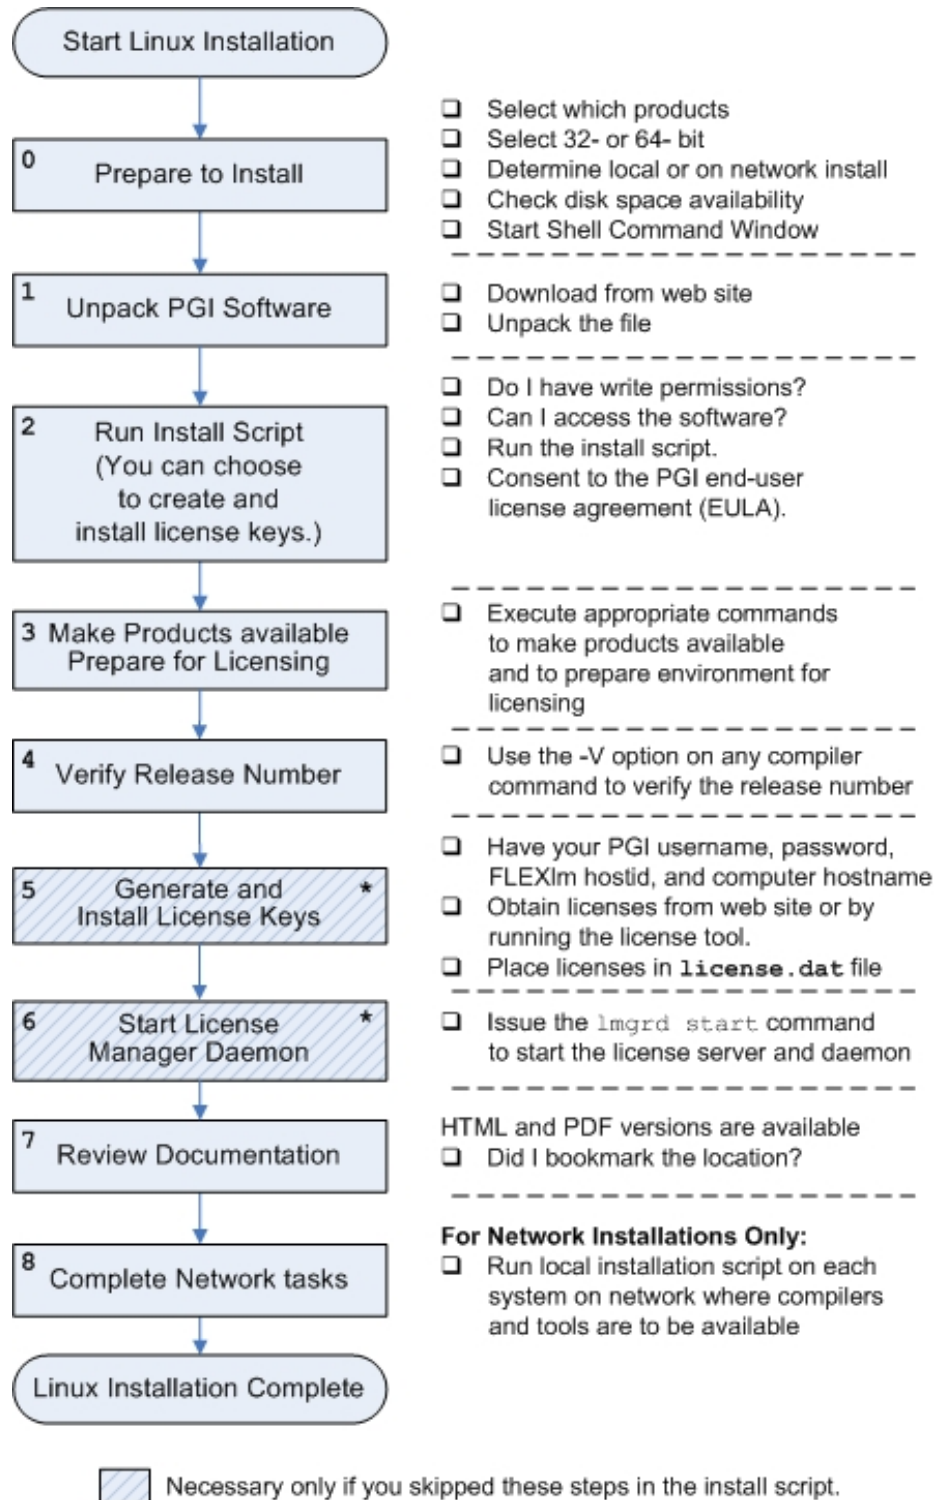 Start Linux Installation
0
Prepare to Install
❑ Select which products
❑ Select 32- or 64- bit
❑ Determine local or on network install
❑ Check disk space availability
❑ Start Shell Command Window
1
Unpack PGI Software
❑ Download from web site
❑ Unpack the file
2
Run Install Script
(You can choose
to create and
install license keys.)
❑ Do I have write permissions?
❑ Can I access the software?
❑ Run the install script.
❑ Consent to the PGI end-user
license agreement (EULA).
3
Make Products available
Prepare for Licensing
❑ Execute appropriate commands
to make products available
and to prepare environment for
licensing
4
Verify Release Number
❑ Use the -V option on any compiler
command to verify the release number
5
Generate and *
Install License Keys
❑ Have your PGI username, password,
FLEXlm hostid, and computer hostname
❑ Obtain licenses from web site or by
running the license tool.
❑ Place licenses in license.dat file
6
Start License *
Manager Daemon
❑ Issue the lmgrd start command
to start the license server and daemon
7
Review Documentation
HTML and PDF versions are available
❑ Did I bookmark the location?
8
Complete Network tasks
For Network Installations Only:
❑ Run local installation script on each
system on network where compilers
and tools are to be available
Linux Installation Complete
Necessary only if you skipped these steps in the install script.